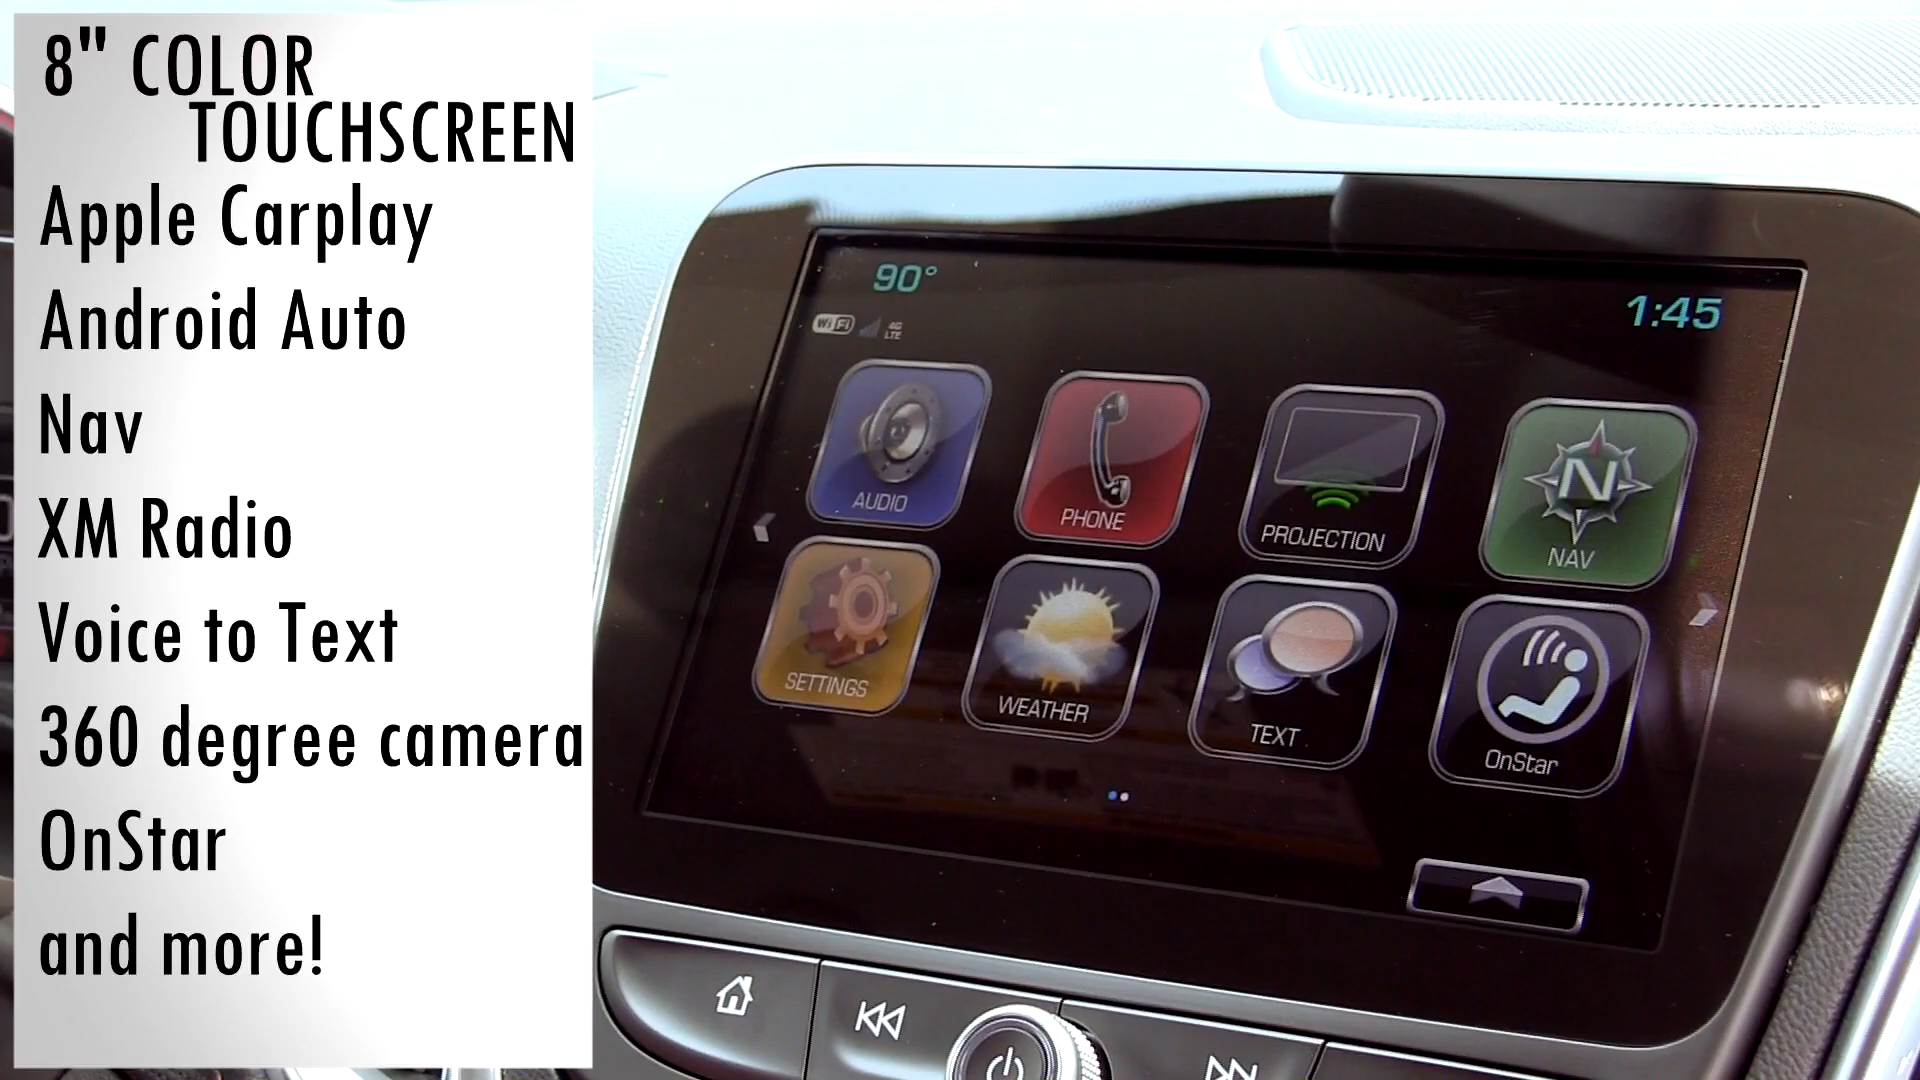 8" COLOR
TOUCHSCREEN
Apple Carplay
Android Auto
Nav
XM Radio
Voice to Text
360 degree camera
OnStar
and more!
90°
1:45
WiFi 4G
LTE
AUDIO
PHONE
PROJECTION
N
NAV
SETTINGS
WEATHER
TEXT
OnStar